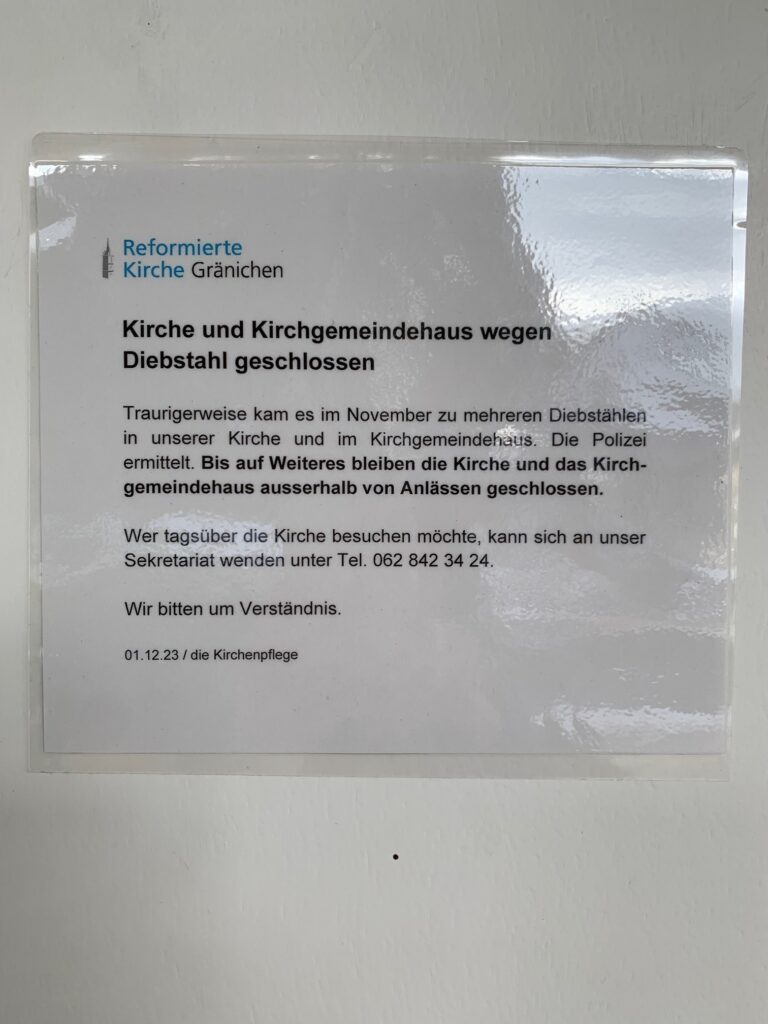 Reformierte
Kirche Gränichen
Kirche und Kirchgemeindehaus wegen
Diebstahl geschlossen
Traurigerweise kam es im November zu mehreren Diebstählen
in unserer Kirche und im Kirchgemeindehaus. Die Polizei
ermittelt. Bis auf Weiteres bleiben die Kirche und das Kirch-
gemeindehaus ausserhalb von Anlässen geschlossen.
Wer tagsüber die Kirche besuchen möchte, kann sich an unser
Sekretariat wenden unter Tel. 062 842 34 24.
Wir bitten um Verständnis.
01.12.23 / die Kirchenpflege